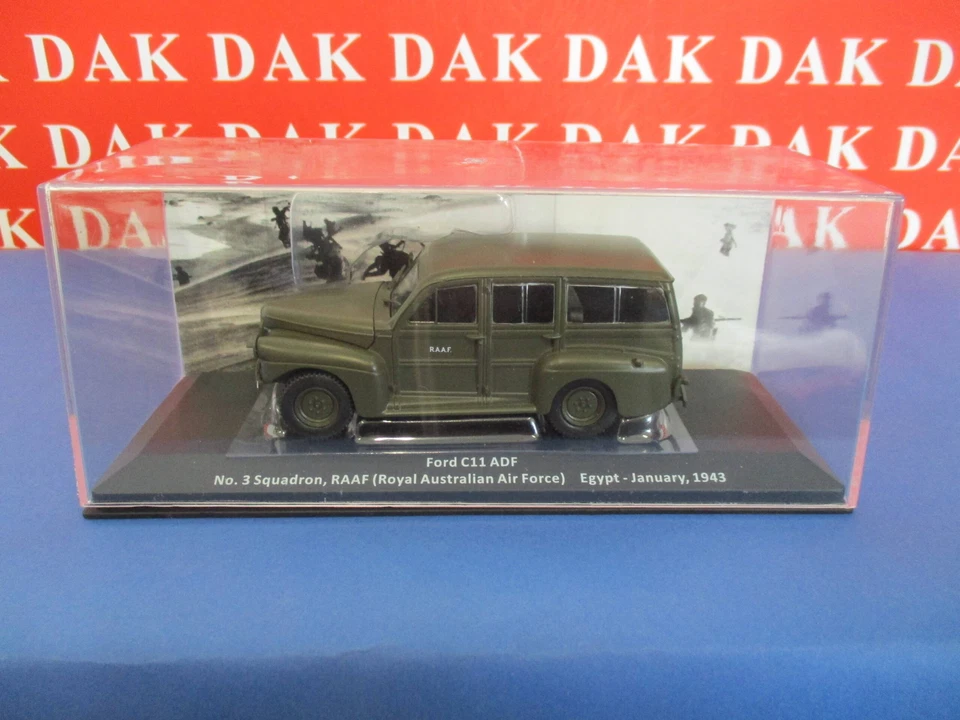 DAK DAK DAK DAK DAK DA
K DAK DAK DAK DAK DAK DAK
DAK DAK DA
R.A.A.F.
Ford C11 ADF
No. 3 Squadron, RAAF (Royal Australian Air Force) Egypt - January, 1943